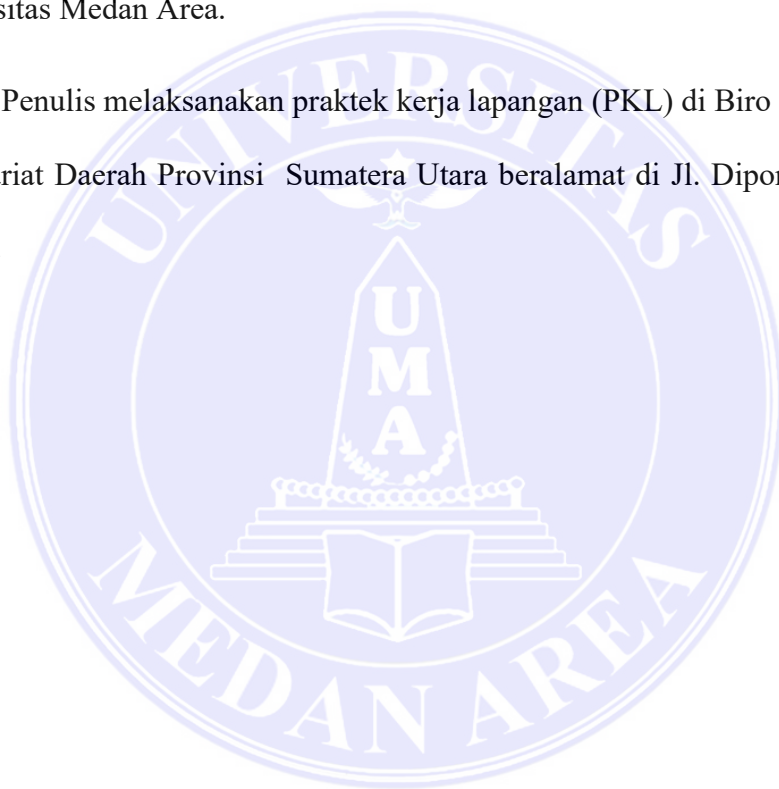 sitas Medan Area.
Penulis melaksanakan praktek kerja lapangan (PKL) di Biro
riat Daerah Provinsi Sumatera Utara beralamat di Jl. Dipor
UNIVERSITAS
U
M
A
MEDAN AREA